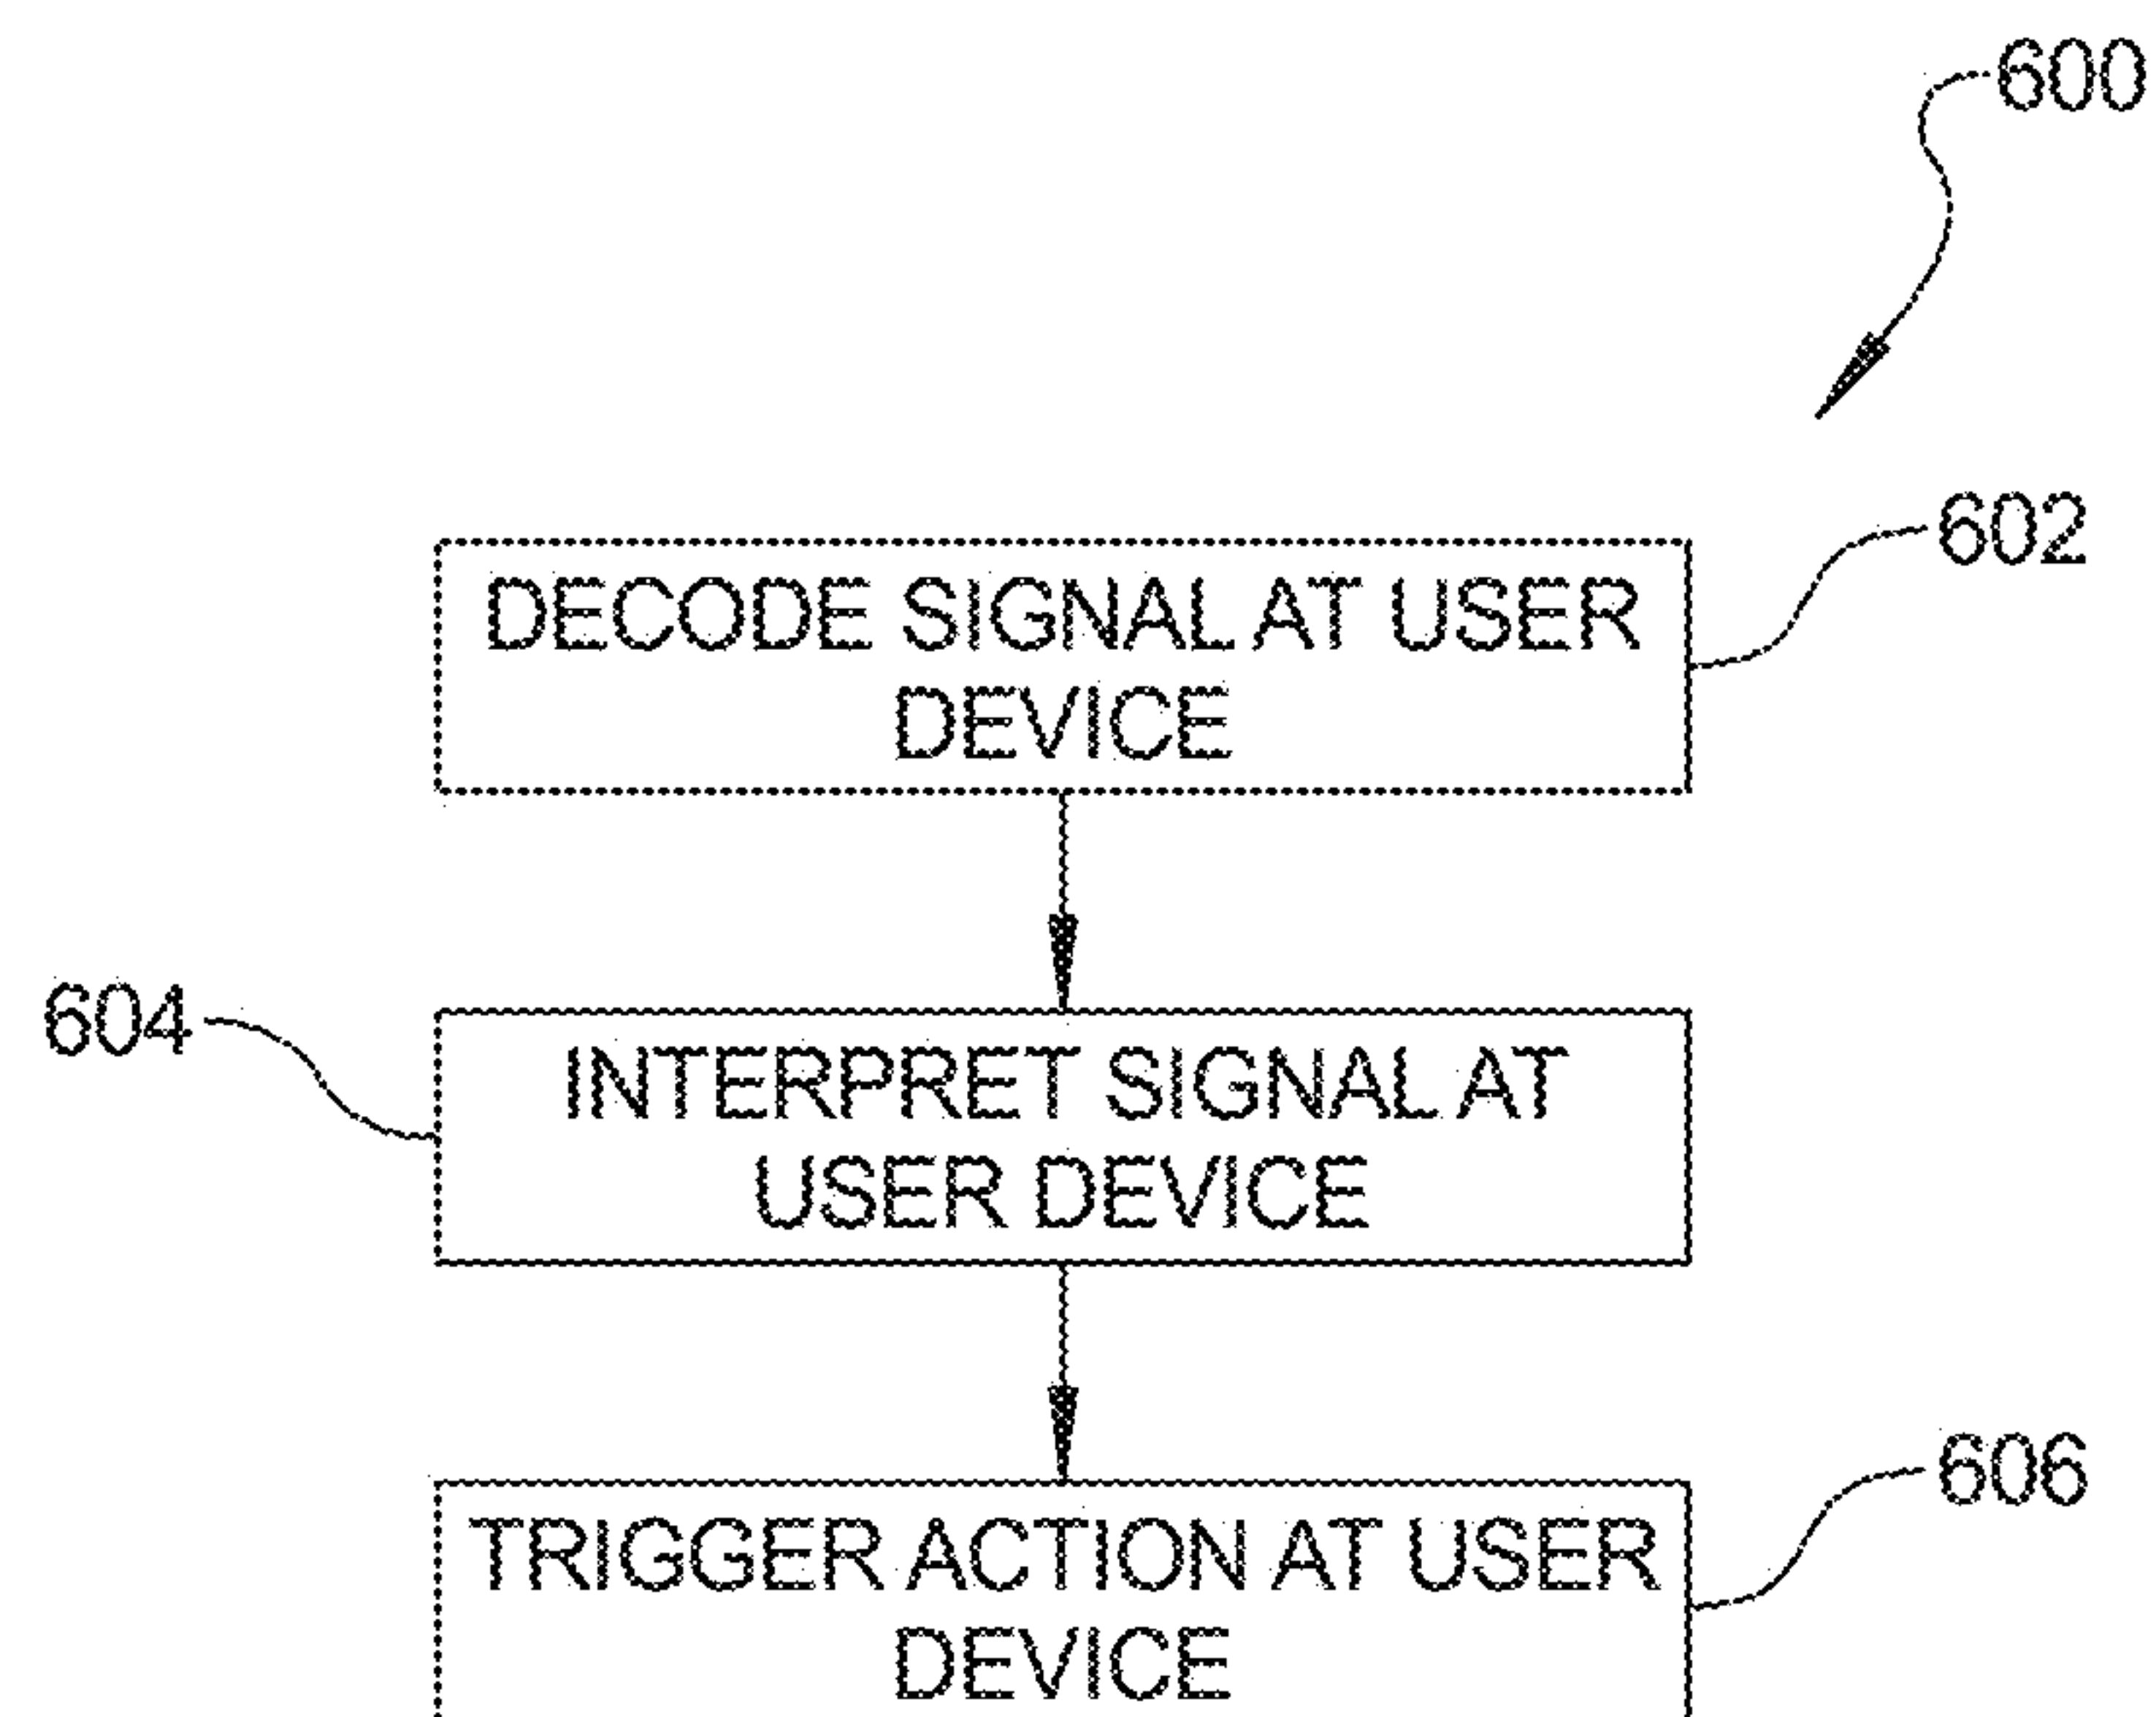 600
602
DECODE SIGNAL AT USER
DEVICE
604
INTERPRET SIGNAL AT
USER DEVICE
606
TRIGGER ACTION AT USER
DEVICE